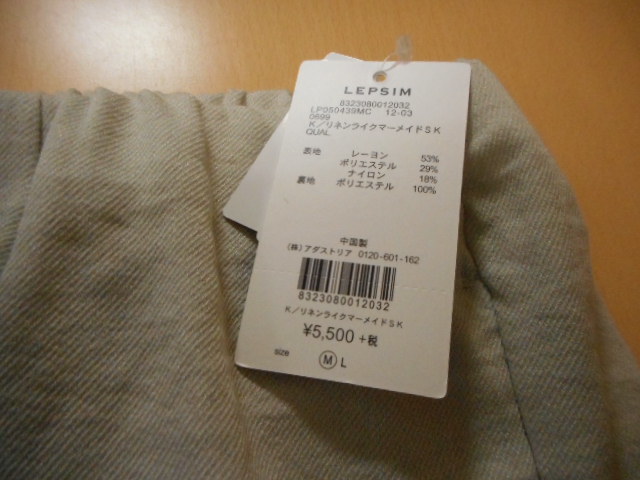 LEPSIM
8323080012032
LP350439MC 12-03
0899
K／リネンライクマーメイドSK
QUAL.
表地 レーヨン 53%
ポリエステル 29%
ナイロン 18%
裏地 ポリエステル 100%
中国製
(株)アダストリア 0120-601-162
8323080012032
K／リネンライクマーメイドSK
¥5,500 +税
size M L